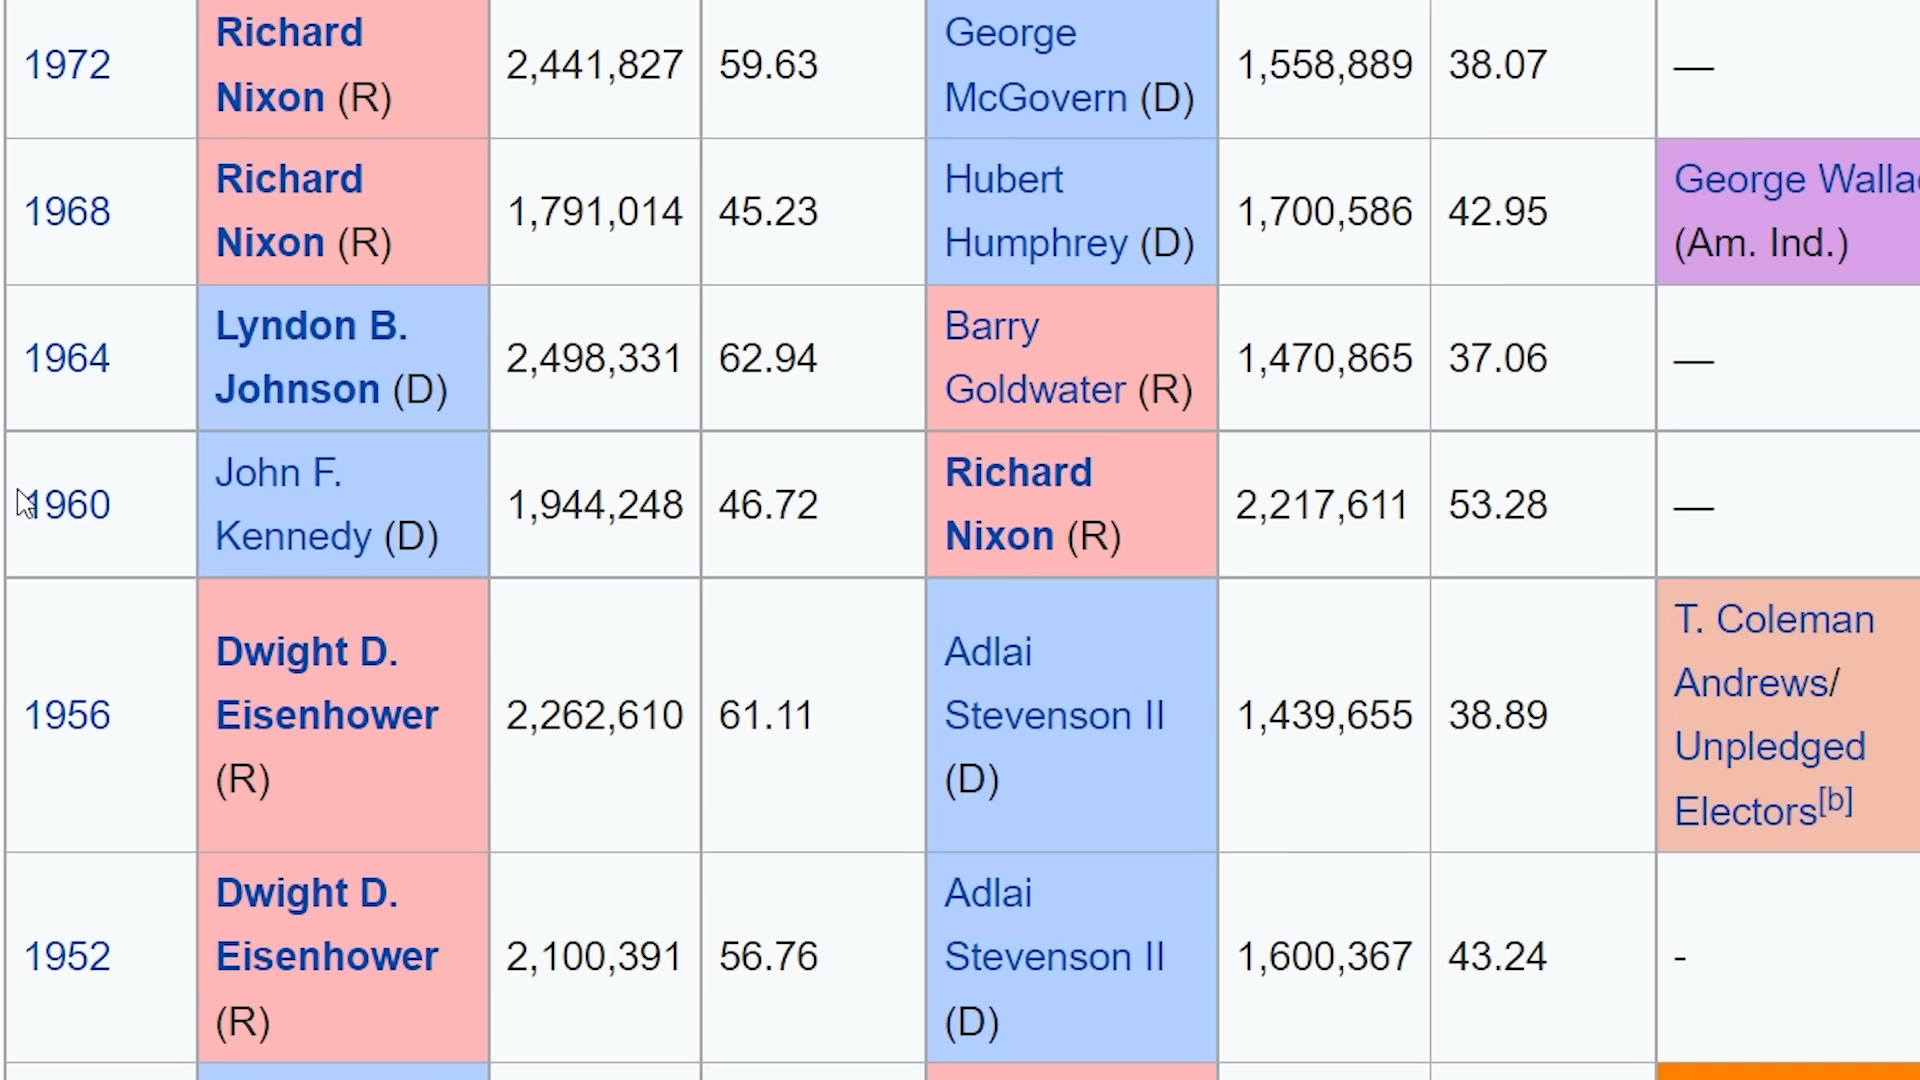 1972 Richard Nixon (R) 2,441,827 59.63 George McGovern (D) 1,558,889 38.07 —
1968 Richard Nixon (R) 1,791,014 45.23 Hubert Humphrey (D) 1,700,586 42.95 George Walla (Am. Ind.)
1964 Lyndon B. Johnson (D) 2,498,331 62.94 Barry Goldwater (R) 1,470,865 37.06 —
1960 John F. Kennedy (D) 1,944,248 46.72 Richard Nixon (R) 2,217,611 53.28 —
1956 Dwight D. Eisenhower (R) 2,262,610 61.11 Adlai Stevenson II (D) 1,439,655 38.89 T. Coleman Andrews/ Unpledged Electors[b]
1952 Dwight D. Eisenhower (R) 2,100,391 56.76 Adlai Stevenson II (D) 1,600,367 43.24 -